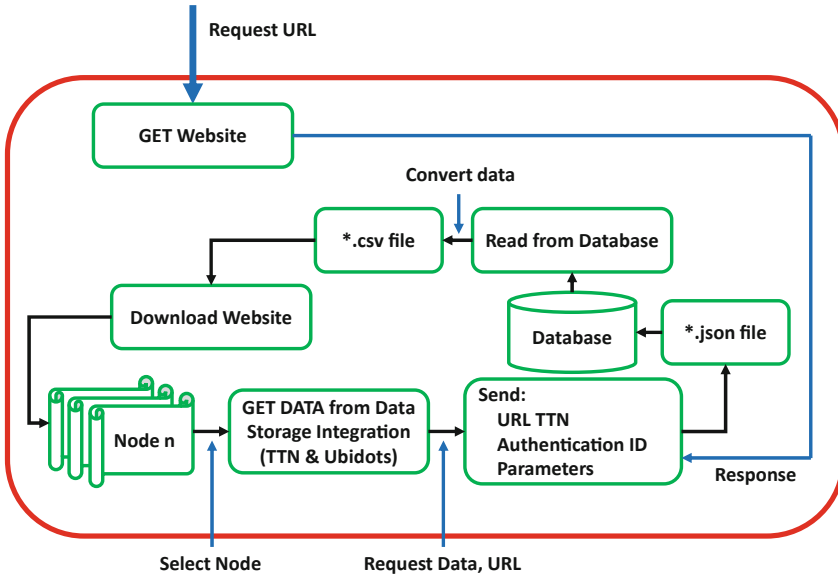 Request URL
GET Website
Convert data
*.csv file
Read from Database
Download Website
Database
*.json file
Node n
GET DATA from Data
Storage Integration
(TTN & Ubidots)
Send:
URL TTN
Authentication ID
Parameters
Response
Select Node
Request Data, URL